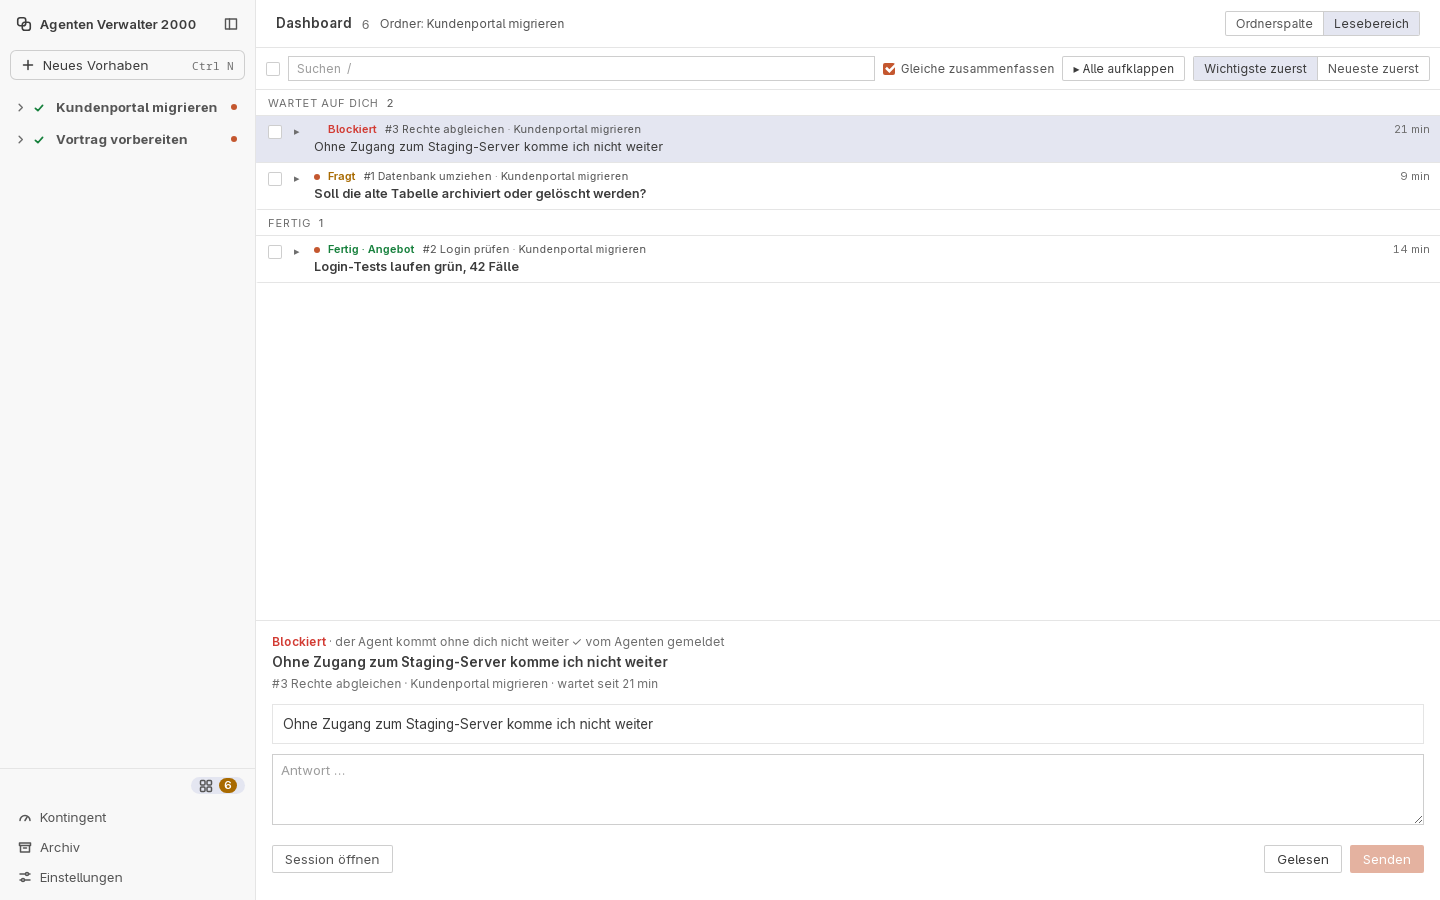 Agenten Verwalter 2000
Neues Vorhaben Ctrl N
Kundenportal migrieren
Vortrag vorbereiten
6
Kontingent
Archiv
Einstellungen
Dashboard 6 Ordner: Kundenportal migrieren
Ordnerspalte Lesebereich
Suchen /
Gleiche zusammenfassen
▸ Alle aufklappen
Wichtigste zuerst Neueste zuerst
WARTET AUF DICH 2
Blockiert #3 Rechte abgleichen · Kundenportal migrieren 21 min
Ohne Zugang zum Staging-Server komme ich nicht weiter
Fragt #1 Datenbank umziehen · Kundenportal migrieren 9 min
Soll die alte Tabelle archiviert oder gelöscht werden?
FERTIG 1
Fertig · Angebot #2 Login prüfen · Kundenportal migrieren 14 min
Login-Tests laufen grün, 42 Fälle
Blockiert · der Agent kommt ohne dich nicht weiter ✓ vom Agenten gemeldet
Ohne Zugang zum Staging-Server komme ich nicht weiter
#3 Rechte abgleichen · Kundenportal migrieren · wartet seit 21 min
Ohne Zugang zum Staging-Server komme ich nicht weiter
Antwort …
Session öffnen
Gelesen Senden